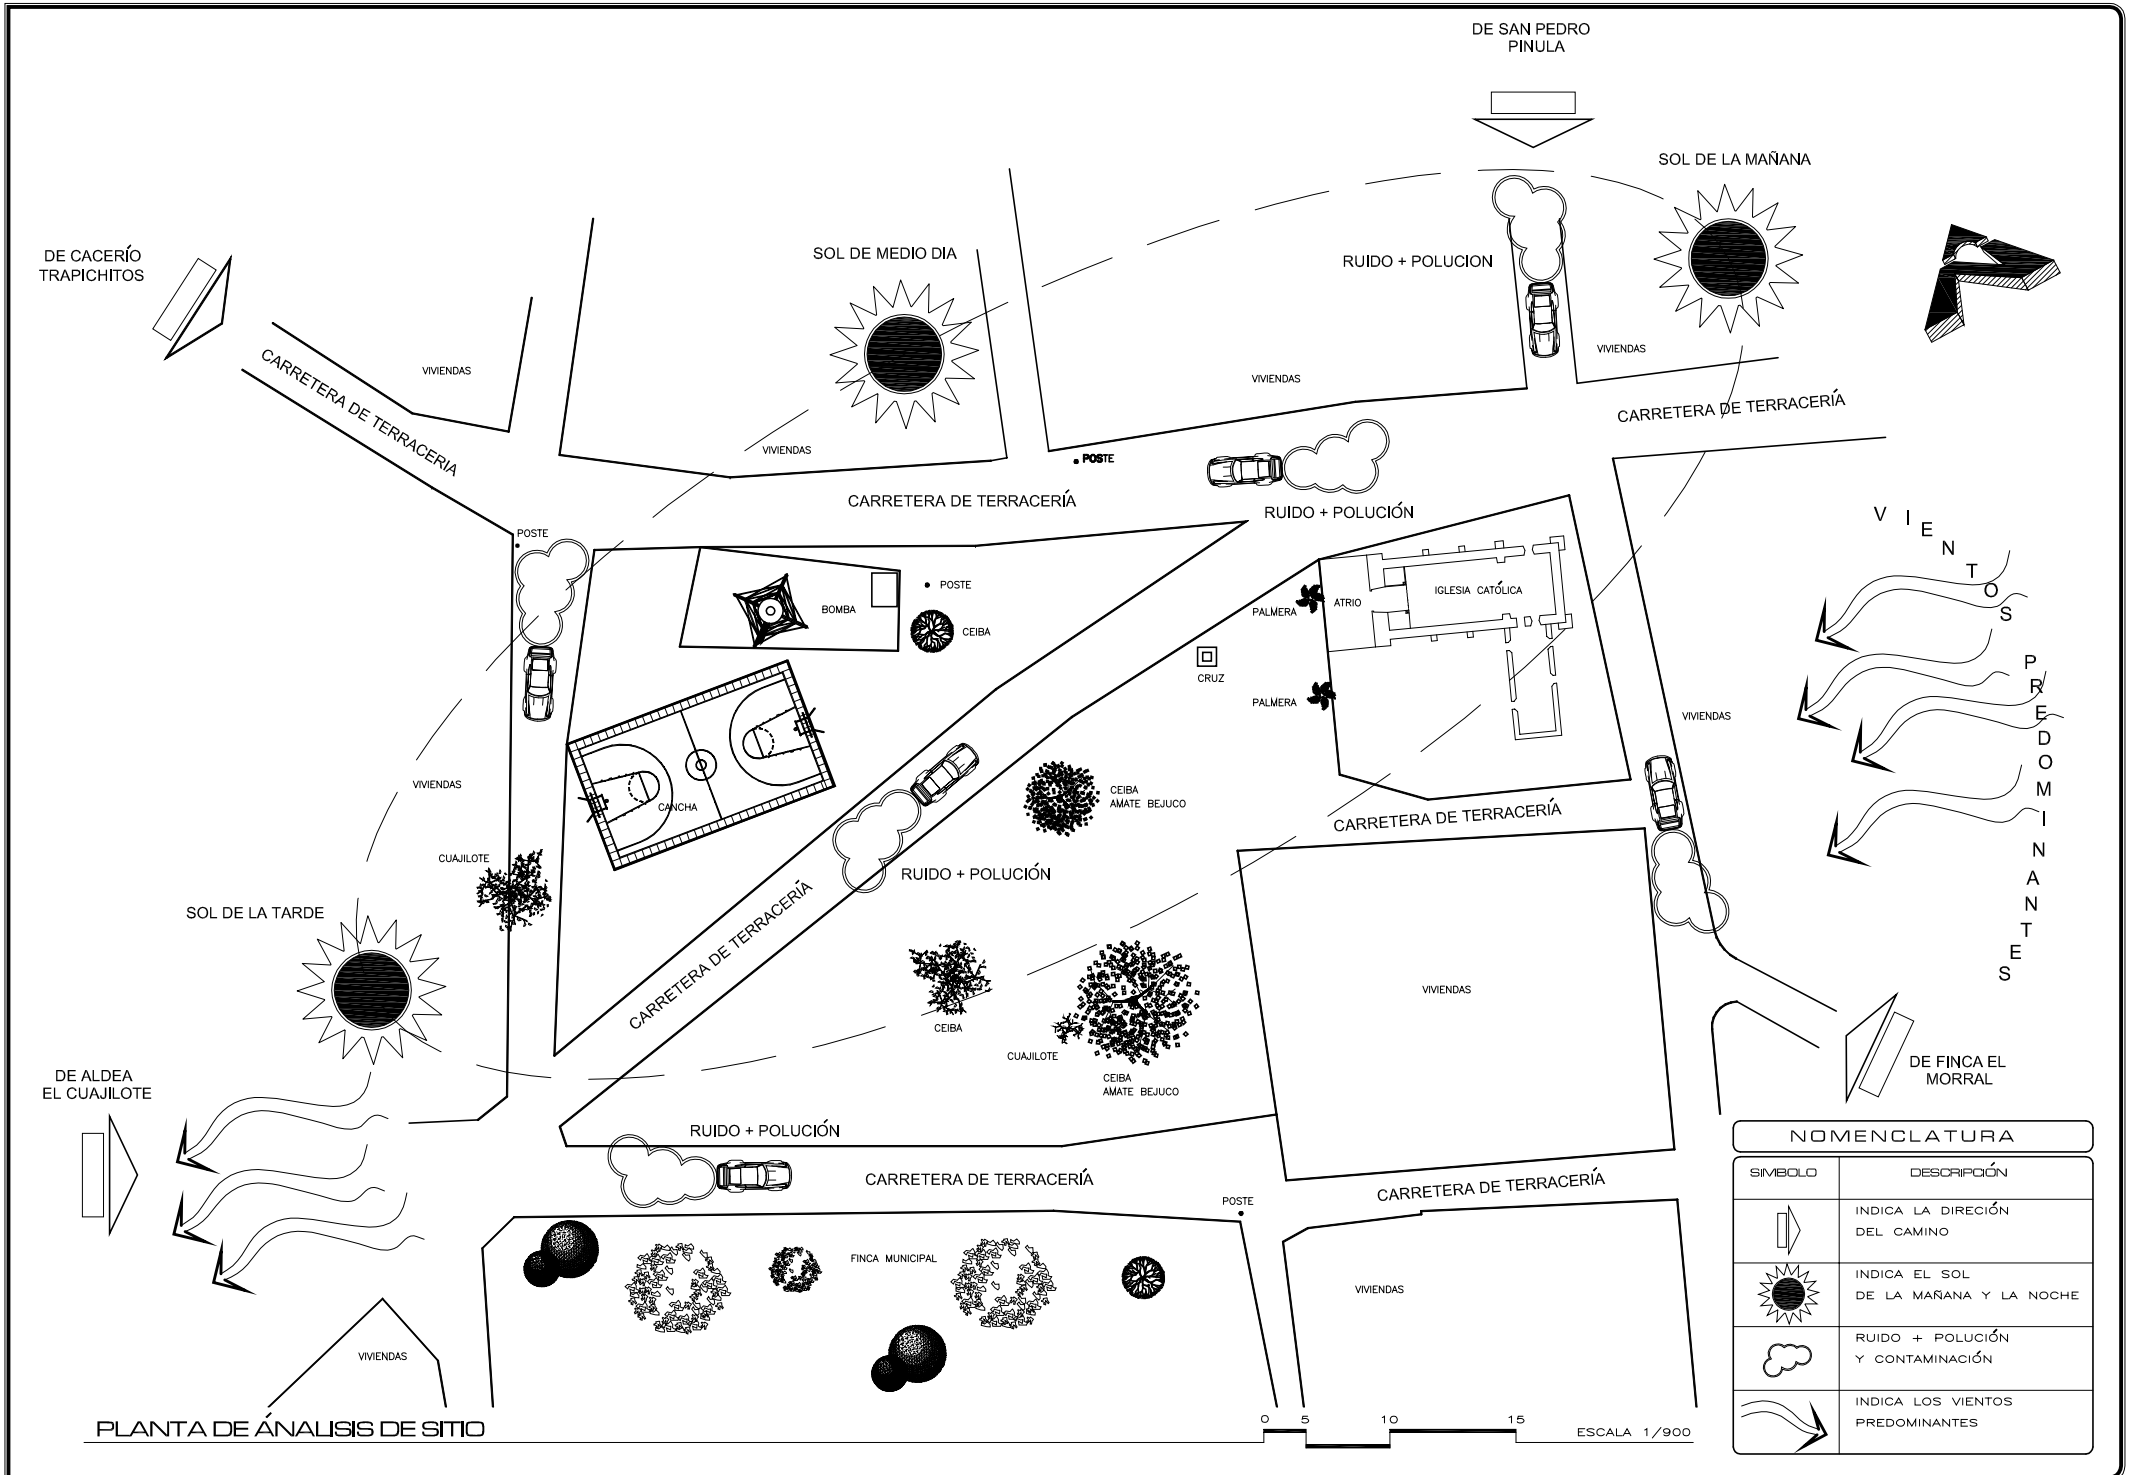 DE SAN PEDRO
PINULA
SOL DE LA MAÑANA
DE CACERÍO
TRAPICHITOS
SOL DE MEDIO DIA
RUIDO + POLUCION
CARRETERA DE TERRACERIA
VIVIENDAS
VIVIENDAS
VIVIENDAS
VIVIENDAS
CARRETERA DE TERRACERÍA
POSTE
CARRETERA DE TERRACERÍA
RUIDO + POLUCIÓN
POSTE
VIENTOS
PREDOMINANTES
BOMBA
POSTE
CEIBA
PALMERA
ATRIO
IGLESIA CATÓLICA
CRUZ
PALMERA
VIVIENDAS
VIVIENDAS
CANCHA
CEIBA
AMATE BEJUCO
CARRETERA DE TERRACERÍA
CUAJILOTE
RUIDO + POLUCIÓN
SOL DE LA TARDE
CARRETERA DE TERRACERÍA
VIVIENDAS
CEIBA
CUAJILOTE
CEIBA
AMATE BEJUCO
DE ALDEA
EL CUAJILOTE
DE FINCA EL
MORRAL
RUIDO + POLUCIÓN
CARRETERA DE TERRACERÍA
CARRETERA DE TERRACERÍA
POSTE
FINCA MUNICIPAL
VIVIENDAS
VIVIENDAS
NOMENCLATURA
SIMBOLO DESCRIPCIÓN
INDICA LA DIRECIÓN
DEL CAMINO
INDICA EL SOL
DE LA MAÑANA Y LA NOCHE
RUIDO + POLUCIÓN
Y CONTAMINACIÓN
INDICA LOS VIENTOS
PREDOMINANTES
PLANTA DE ÁNALISIS DE SITIO
0 5 10 15
ESCALA 1/900